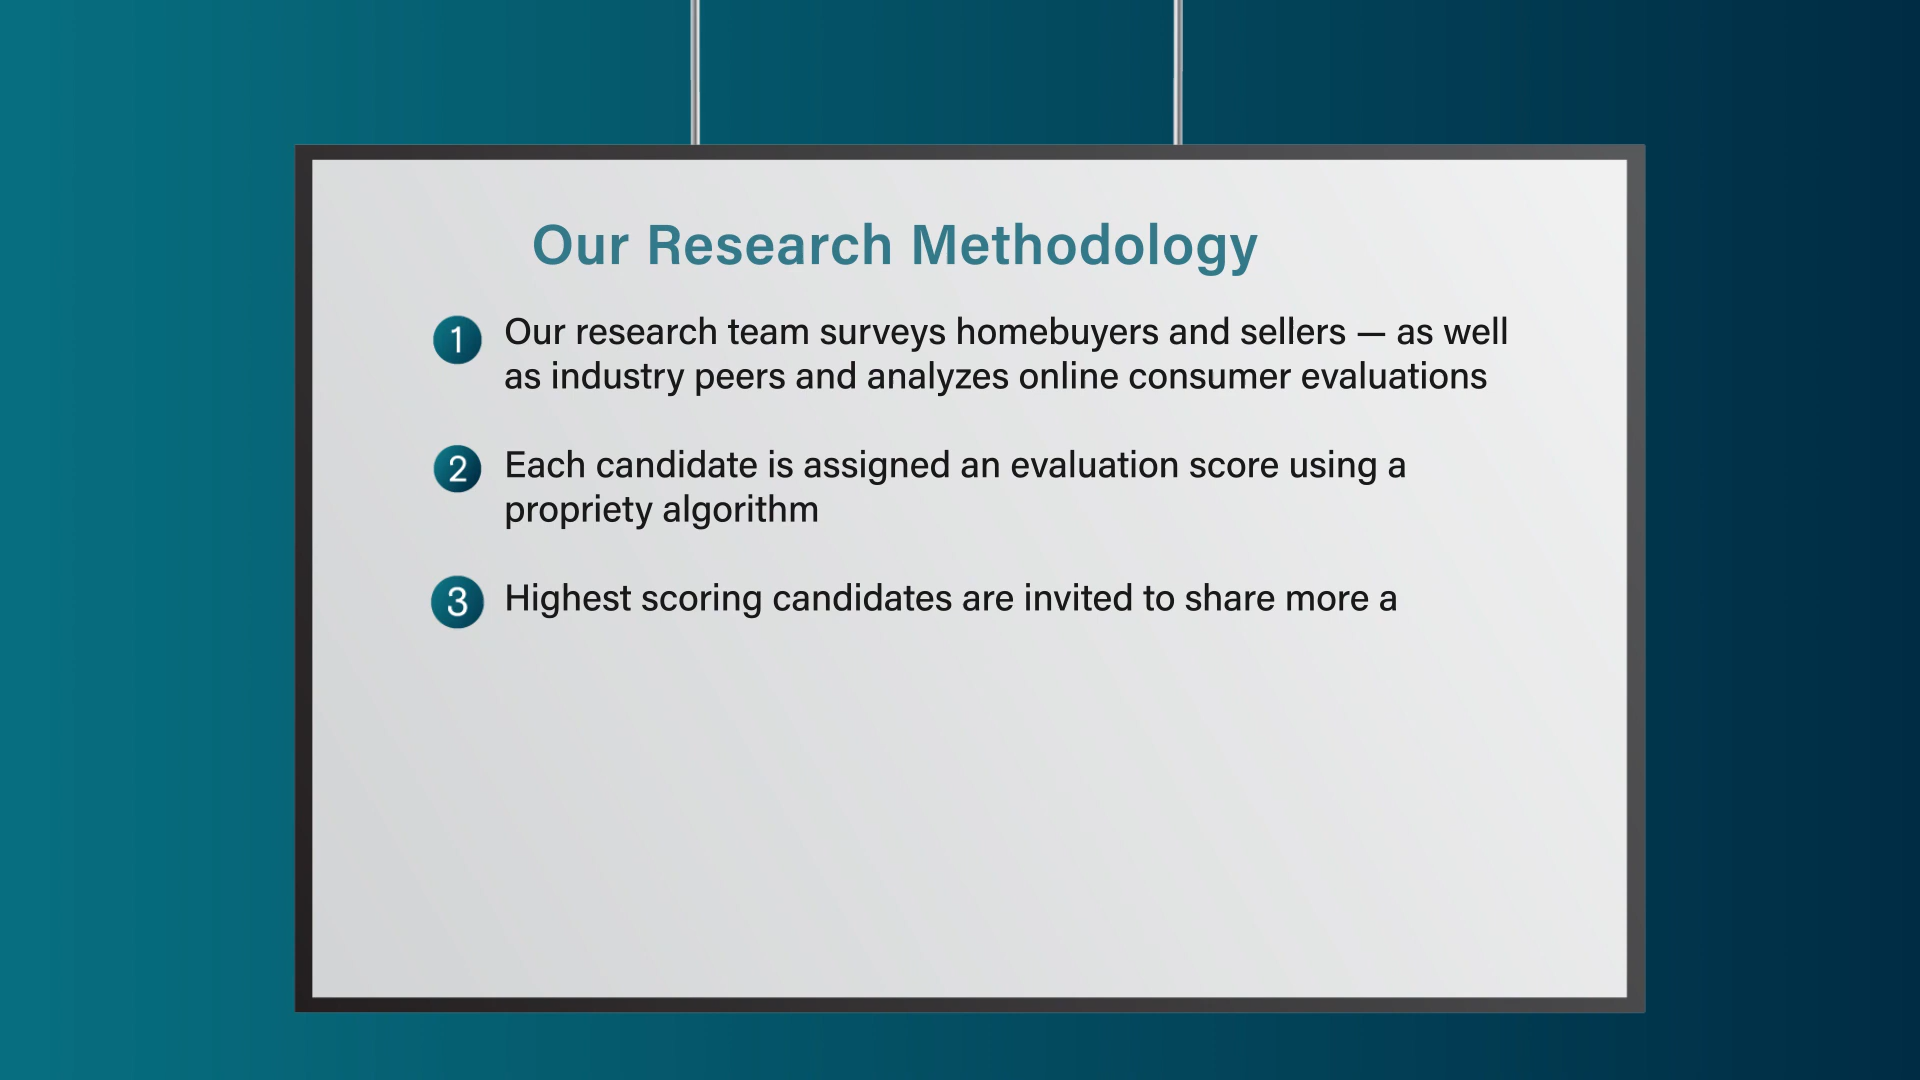 Our Research Methodology
1 Our research team surveys homebuyers and sellers — as well
as industry peers and analyzes online consumer evaluations
2 Each candidate is assigned an evaluation score using a
propriety algorithm
3 Highest scoring candidates are invited to share more a